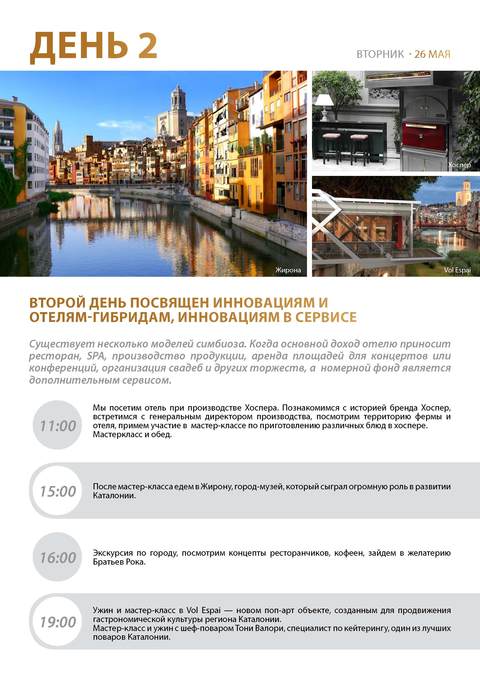 ДЕНЬ 2
ВТОРНИК · 26 МАЯ
Хоспер
Жирона
Vol Espai
ВТОРОЙ ДЕНЬ ПОСВЯЩЕН ИННОВАЦИЯМ И
ОТЕЛЯМ-ГИБРИДАМ, ИННОВАЦИЯМ В СЕРВИСЕ
Существует несколько моделей симбиоза. Когда основной доход отелю приносит
ресторан, SPA, производство продукции, аренда площадей для концертов или
конференций, организация свадеб и других торжеств, а номерной фонд является
дополнительным сервисом.
11:00
Мы посетим отель при производстве Хоспера. Познакомимся с историей бренда Хоспер,
встретимся с генеральным директором производства, посмотрим территорию фермы и
отеля, примем участие в мастер-классе по приготовлению различных блюд в хоспере.
Мастеркласс и обед.
15:00
После мастер-класса едем в Жирону, город-музей, который сыграл огромную роль в развитии
Каталонии.
16:00
Экскурсия по городу, посмотрим концепты ресторанчиков, кофеен, зайдем в желатерию
Братьев Рока.
19:00
Ужин и мастер-класс в Vol Espai — новом поп-арт объекте, созданным для продвижения
гастрономической культуры региона Каталонии.
Мастер-класс и ужин с шеф-поваром Тони Валори, специалист по кейтерингу, один из лучших
поваров Каталонии.